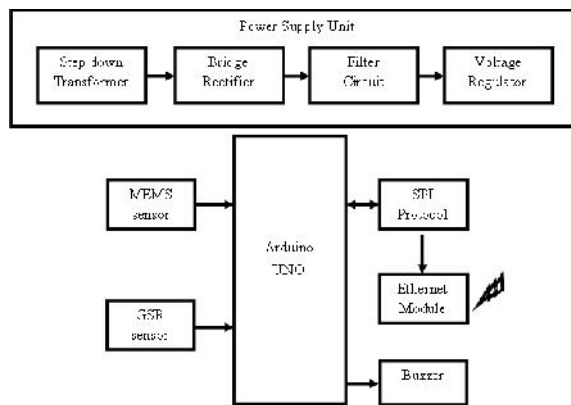 Power Supply Unit
Step down
Transformer
Bridge
Rectifier
Filter
Circuit
Voltage
Regulator
MEMS
sensor
SPI
Protocol
Arduino
UNO
Ethernet
Module
GSR
sensor
Buzzer